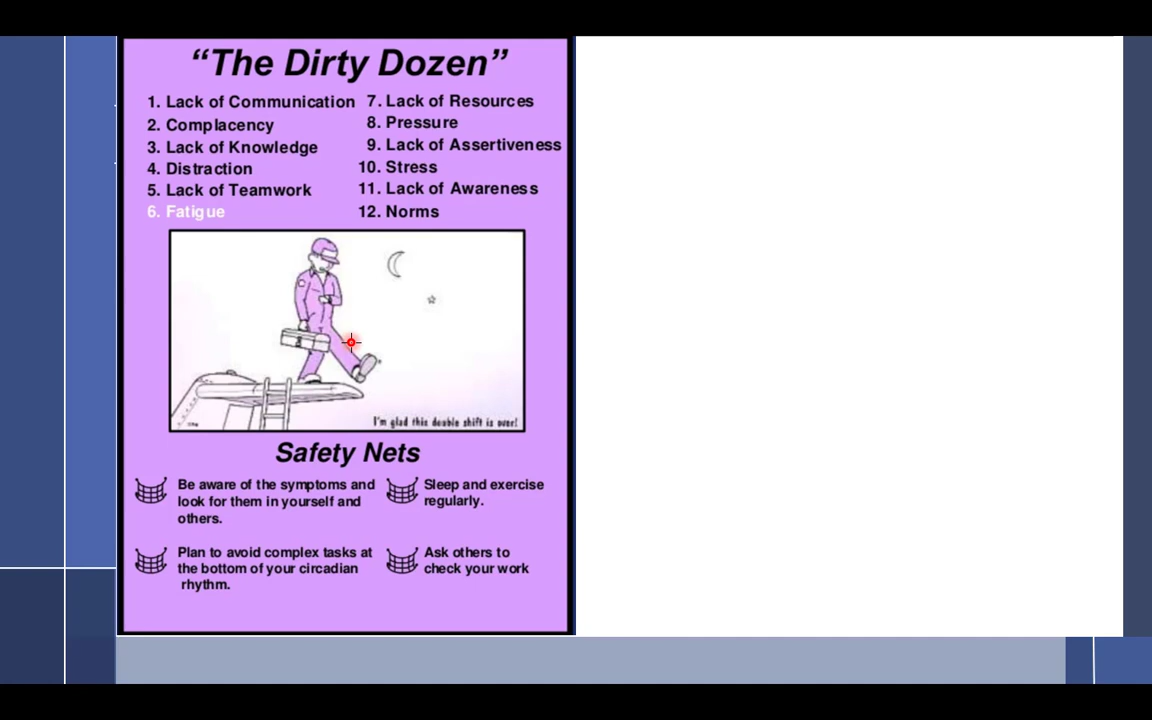 “The Dirty Dozen”
1. Lack of Communication
2. Complacency
3. Lack of Knowledge
4. Distraction
5. Lack of Teamwork
6. Fatigue
7. Lack of Resources
8. Pressure
9. Lack of Assertiveness
10. Stress
11. Lack of Awareness
12. Norms
I'm glad this double shift is over!
Safety Nets
Be aware of the symptoms and
look for them in yourself and
others.
Plan to avoid complex tasks at
the bottom of your circadian
rhythm.
Sleep and exercise
regularly.
Ask others to
check your work